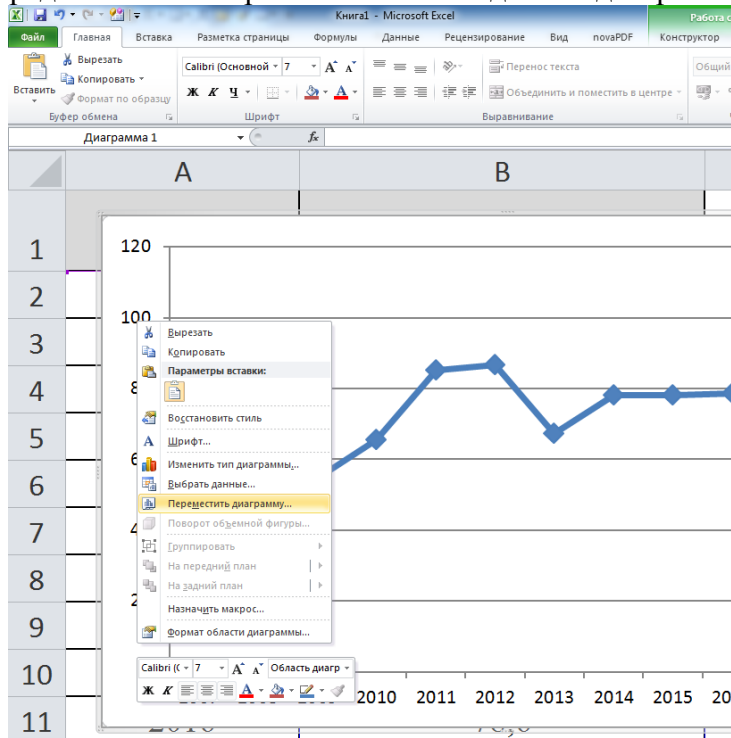 Книга1 - Microsoft Excel
Работа с
Файл Главная Вставка Разметка страницы Формулы Данные Рецензирование Вид novaPDF Конструктор
Вставить
Вырезать
Копировать
Формат по образцу
Буфер обмена
Calibri (Основной 7 A A
Ж К Ч A
Шрифт
Перенос текста
Объединить и поместить в центре
Выравнивание
Общий
Диаграмма 1 fx
A B
1
2
3
4
5
6
7
8
9
10
11
120
100
Вырезать
Копировать
Параметры вставки:
Восстановить стиль
Шрифт...
Изменить тип диаграммы...
Выбрать данные...
Переместить диаграмму...
Поворот объемной фигуры...
Группировать
На передний план
На задний план
Назначить макрос...
Формат области диаграммы...
Calibri (С 7 A A Область диагр
Ж К A
2010 2011 2012 2013 2014 2015 20